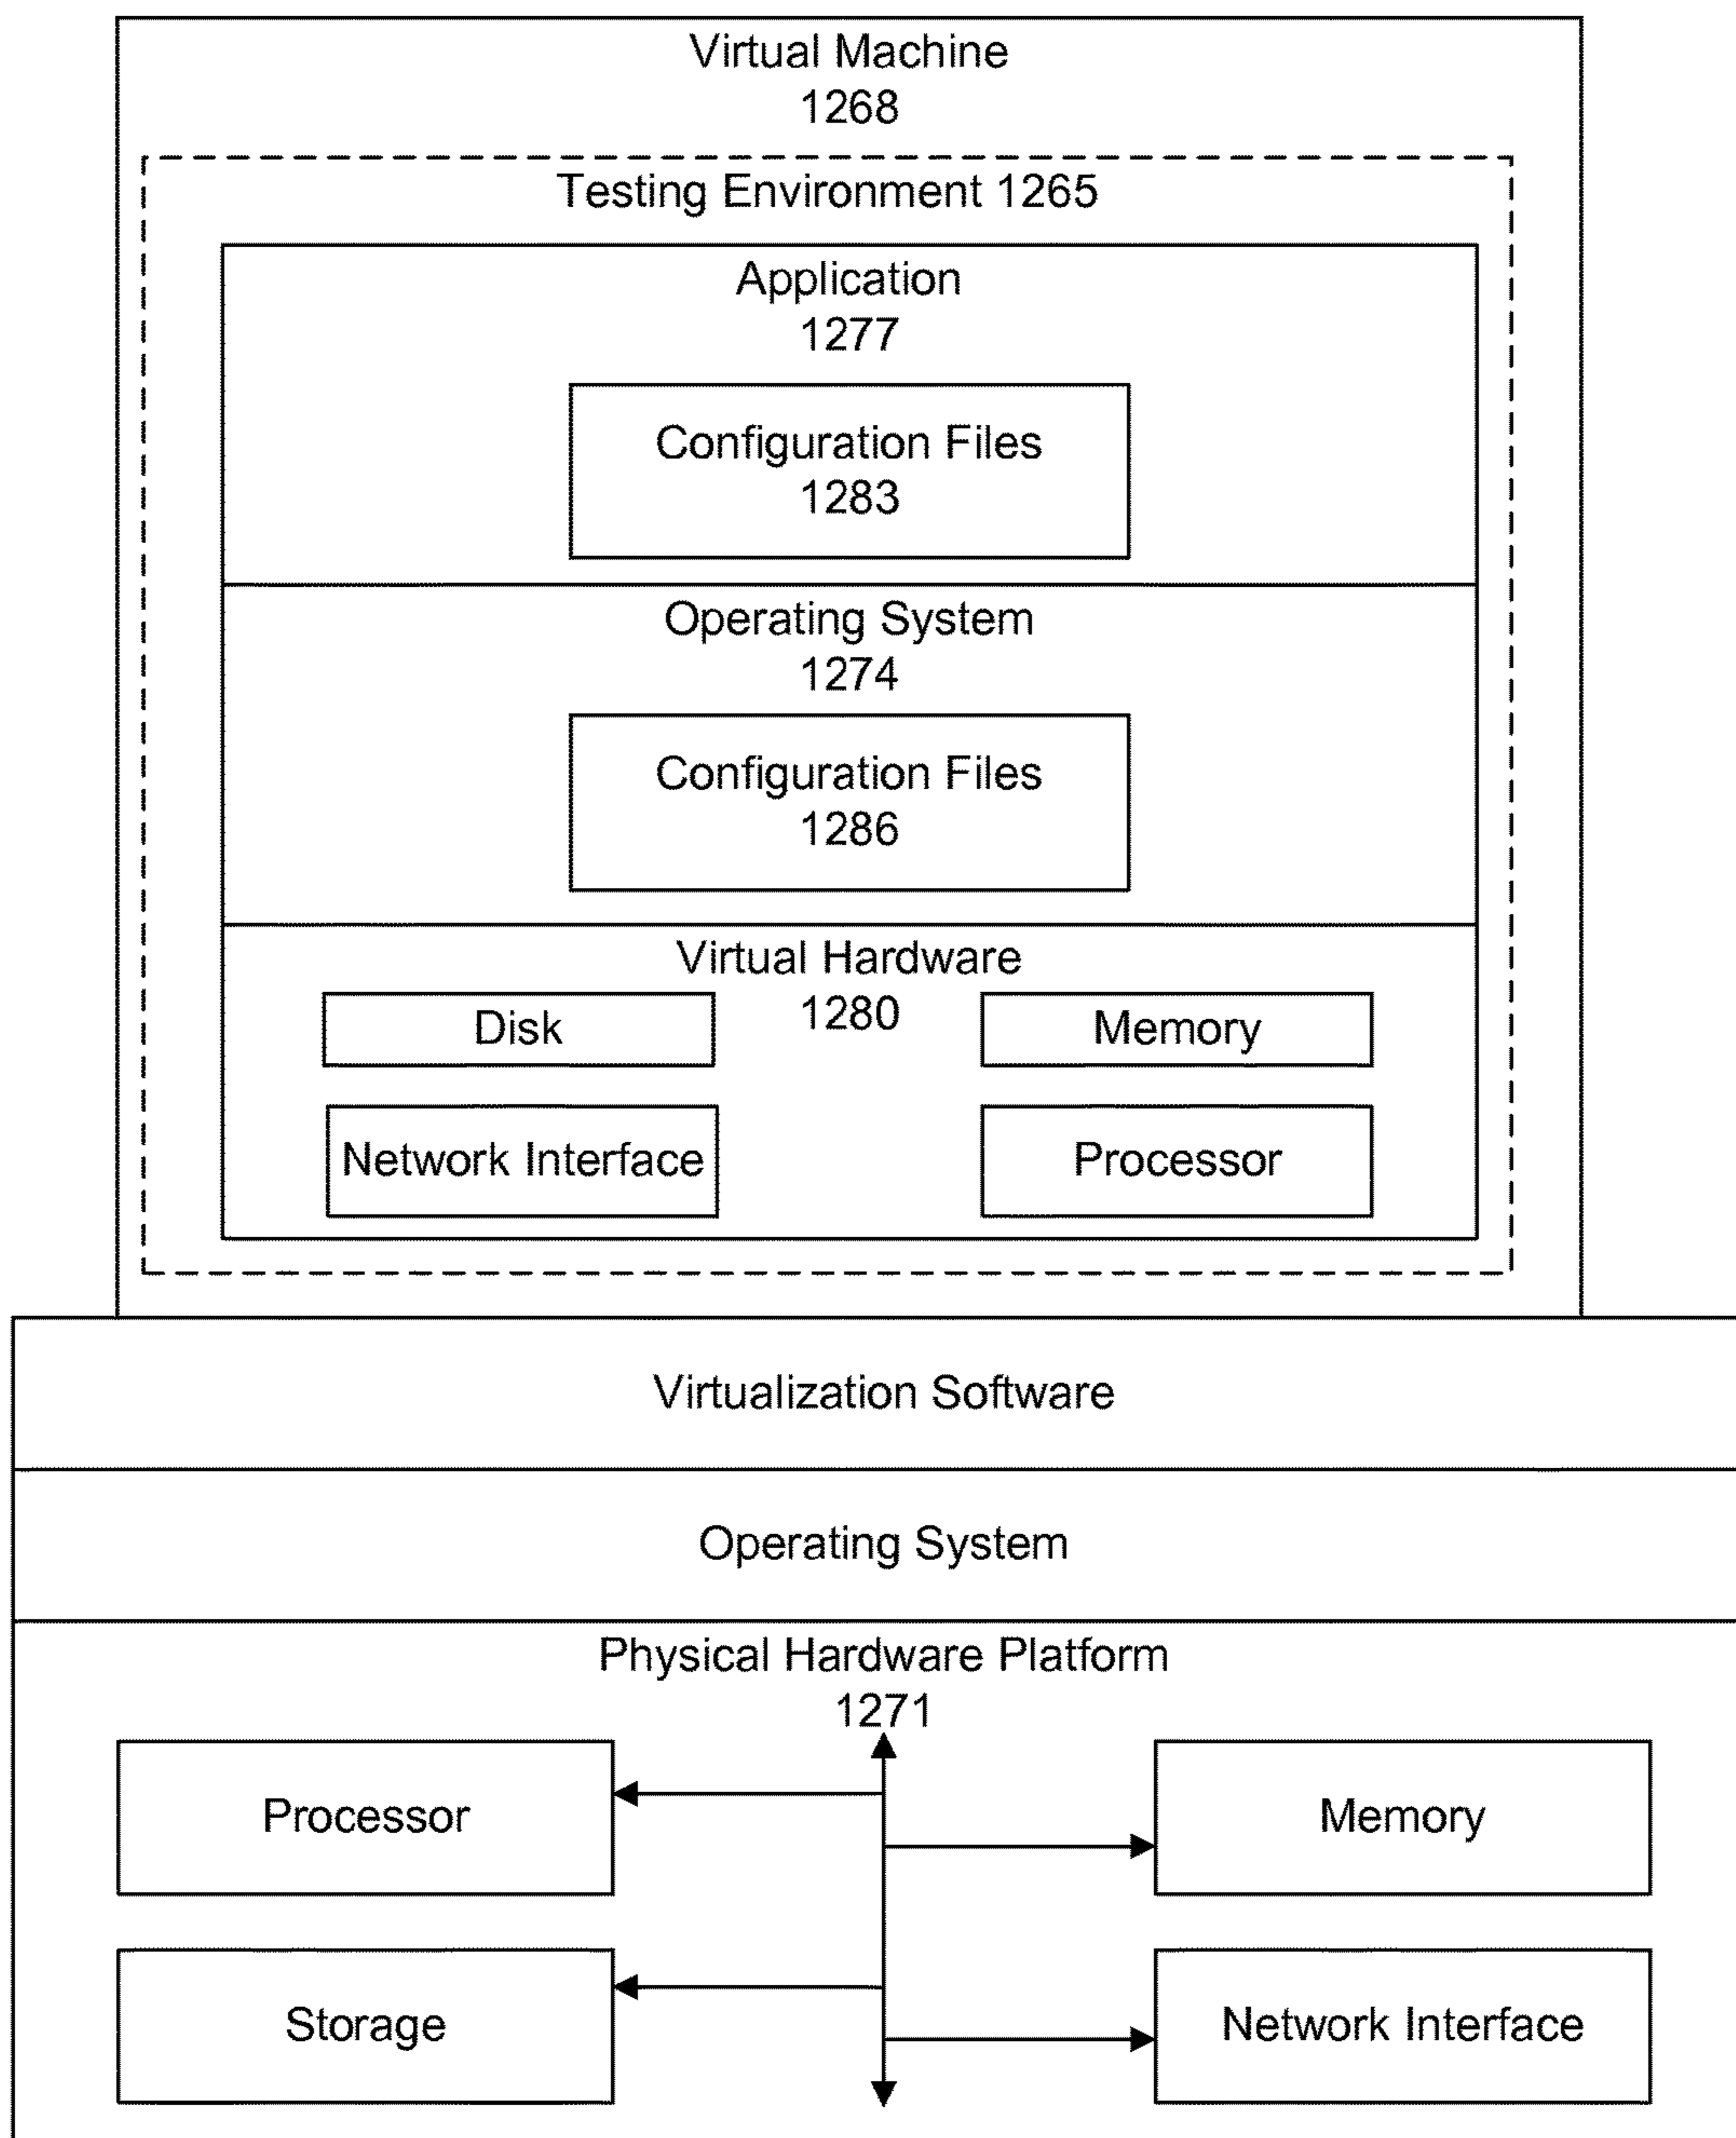 Virtual Machine
1268
Testing Environment 1265
Application
1277
Configuration Files
1283
Operating System
1274
Configuration Files
1286
Virtual Hardware
1280
Disk
Memory
Network Interface
Processor
Virtualization Software
Operating System
Physical Hardware Platform
1271
Processor
Memory
Storage
Network Interface